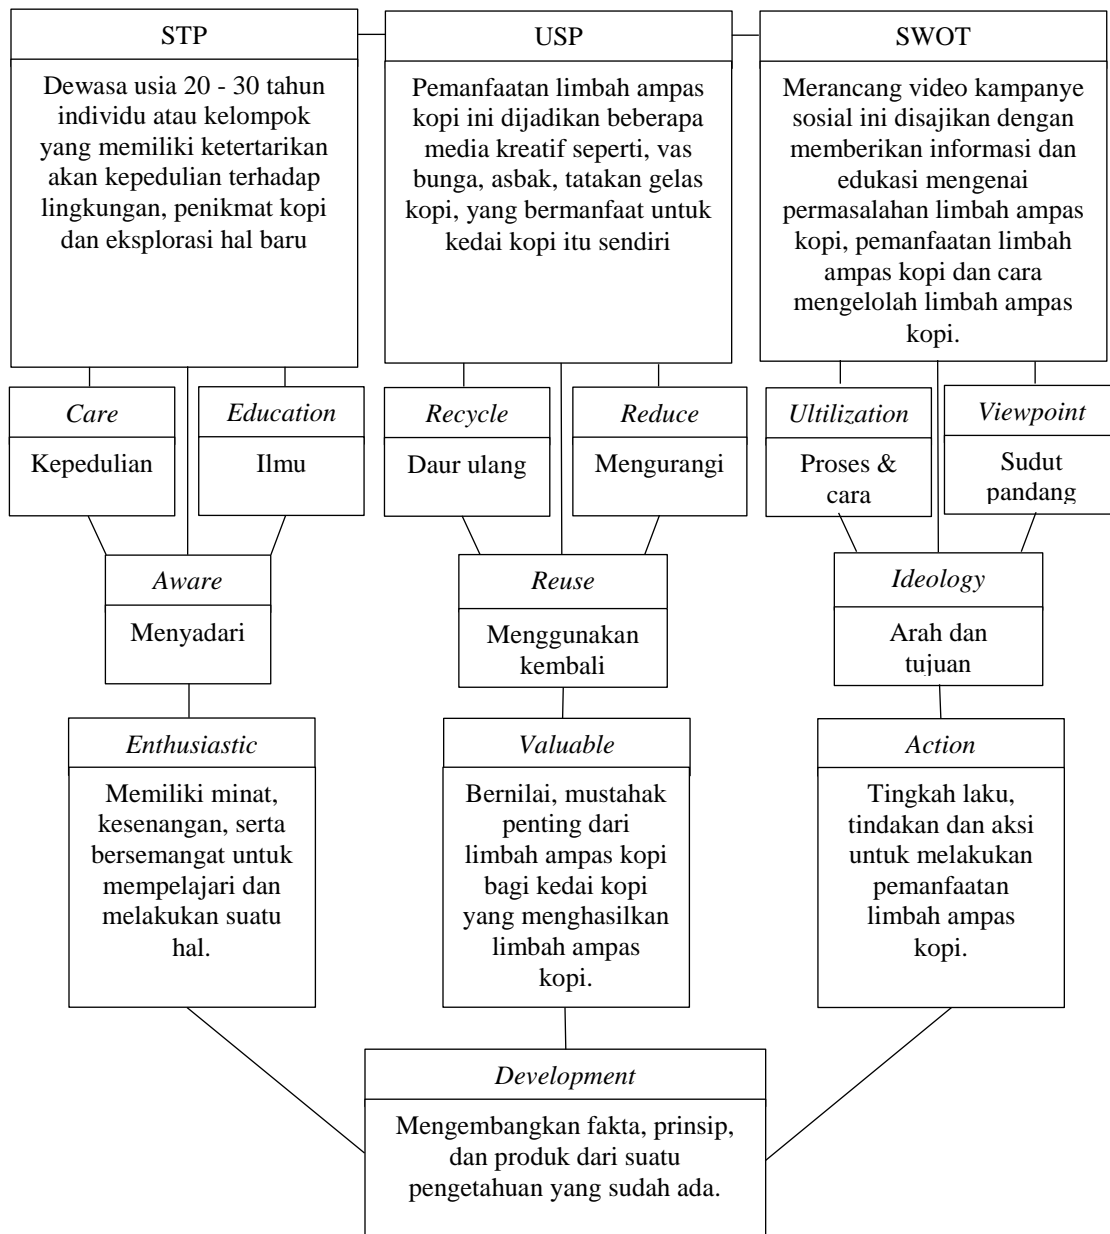 STP
Dewasa usia 20 - 30 tahun
individu atau kelompok
yang memiliki ketertarikan
akan kepedulian terhadap
lingkungan, penikmat kopi
dan eksplorasi hal baru
USP
Pemanfaatan limbah ampas
kopi ini dijadikan beberapa
media kreatif seperti, vas
bunga, asbak, tatakan gelas
kopi, yang bermanfaat untuk
kedai kopi itu sendiri
SWOT
Merancang video kampanye
sosial ini disajikan dengan
memberikan informasi dan
edukasi mengenai
permasalahan limbah ampas
kopi, pemanfaatan limbah
ampas kopi dan cara
mengelolah limbah ampas
kopi.
Care
Kepedulian
Education
Ilmu
Recycle
Daur ulang
Reduce
Mengurangi
Ultilization
Proses &
cara
Viewpoint
Sudut
pandang
Aware
Menyadari
Reuse
Menggunakan
kembali
Ideology
Arah dan
tujuan
Enthusiastic
Memiliki minat,
kesenangan, serta
bersemangat untuk
mempelajari dan
melakukan suatu
hal.
Valuable
Bernilai, mustahak
penting dari
limbah ampas kopi
bagi kedai kopi
yang menghasilkan
limbah ampas
kopi.
Action
Tingkah laku,
tindakan dan aksi
untuk melakukan
pemanfaatan
limbah ampas
kopi.
Development
Mengembangkan fakta, prinsip,
dan produk dari suatu
pengetahuan yang sudah ada.